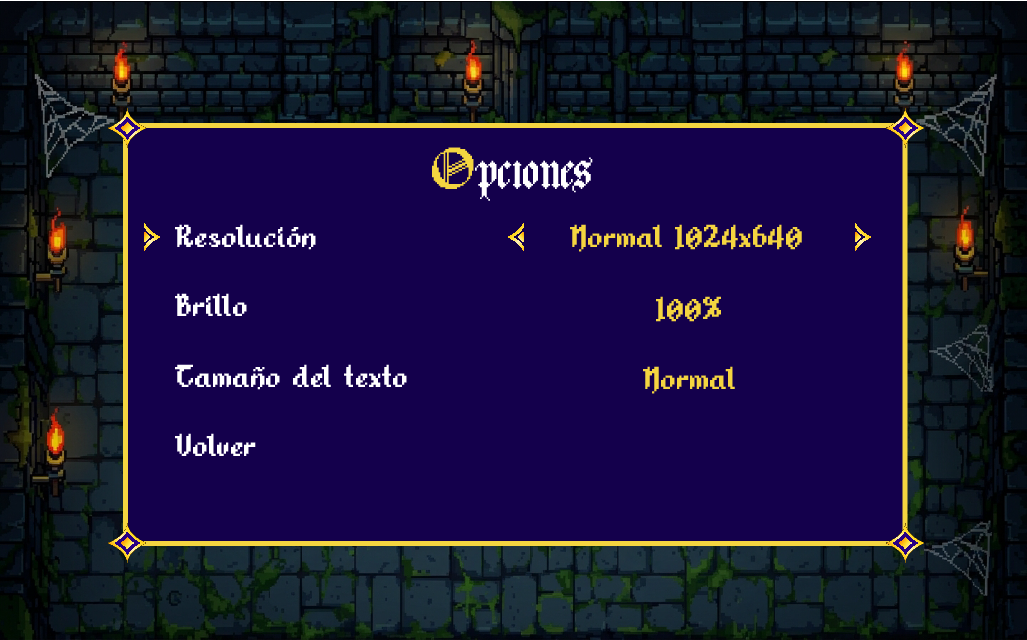 Opciones
Resolución Normal 1024x640
Brillo 100%
Tamaño del texto Normal
Volver